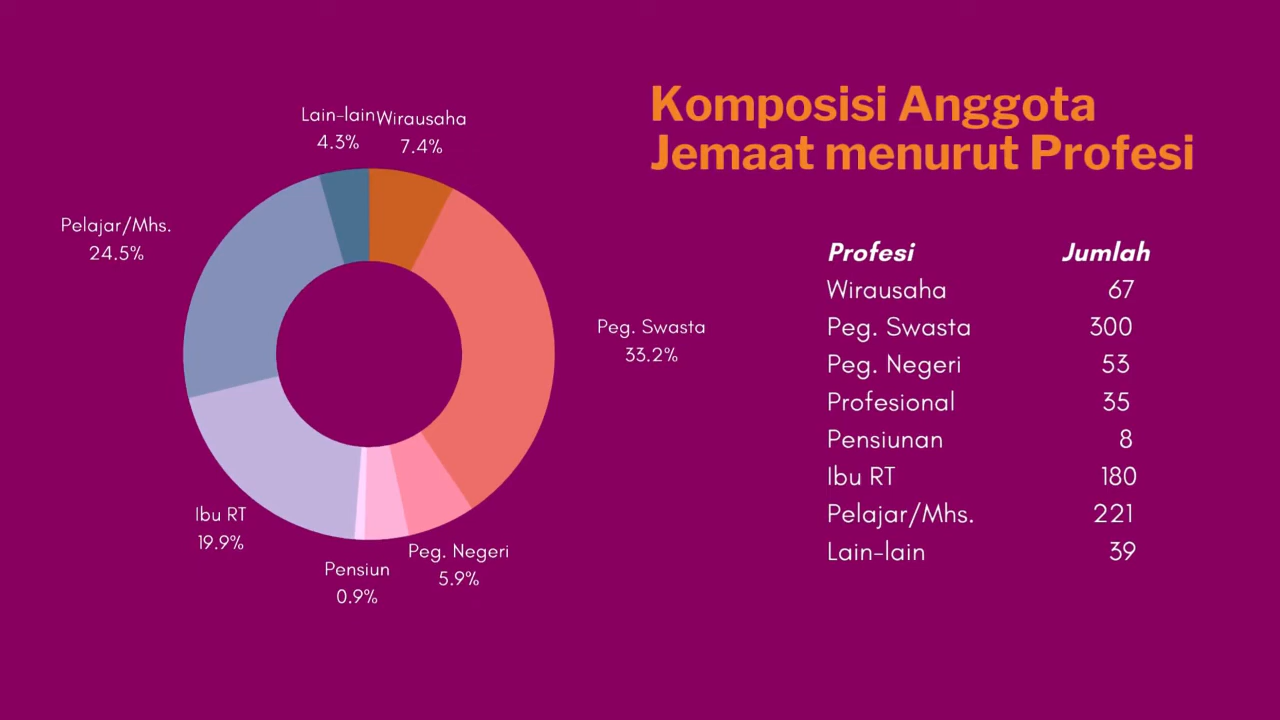 Komposisi Anggota
Jemaat menurut Profesi
Lain-lain
4.3%
Wirausaha
7.4%
Pelajar/Mhs.
24.5%
Peg. Swasta
33.2%
Ibu RT
19.9%
Pensiun
0.9%
Peg. Negeri
5.9%
Profesi Jumlah
Wirausaha 67
Peg. Swasta 300
Peg. Negeri 53
Profesional 35
Pensiunan 8
Ibu RT 180
Pelajar/Mhs. 221
Lain-lain 39